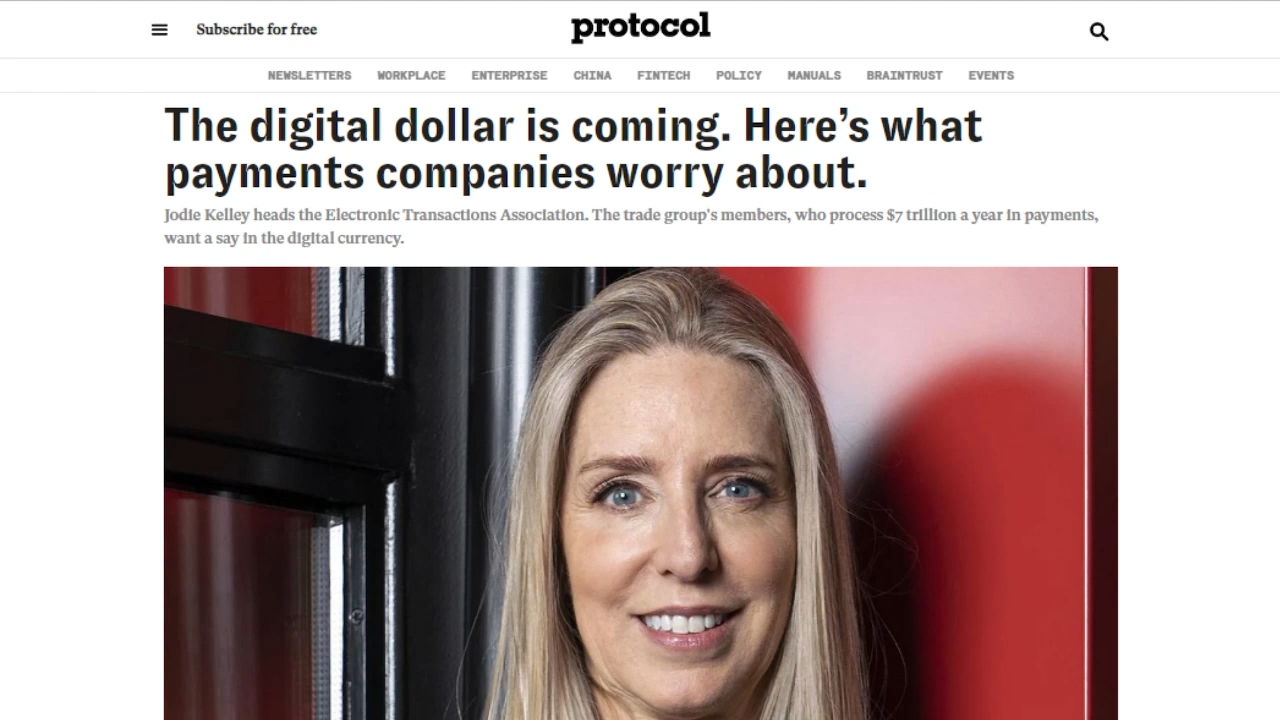 Subscribe for free
protocol
NEWSLETTERS WORKPLACE ENTERPRISE CHINA FINTECH POLICY MANUALS BRAINTRUST EVENTS
The digital dollar is coming. Here’s what
payments companies worry about.
Jodie Kelley heads the Electronic Transactions Association. The trade group's members, who process $7 trillion a year in payments,
want a say in the digital currency.